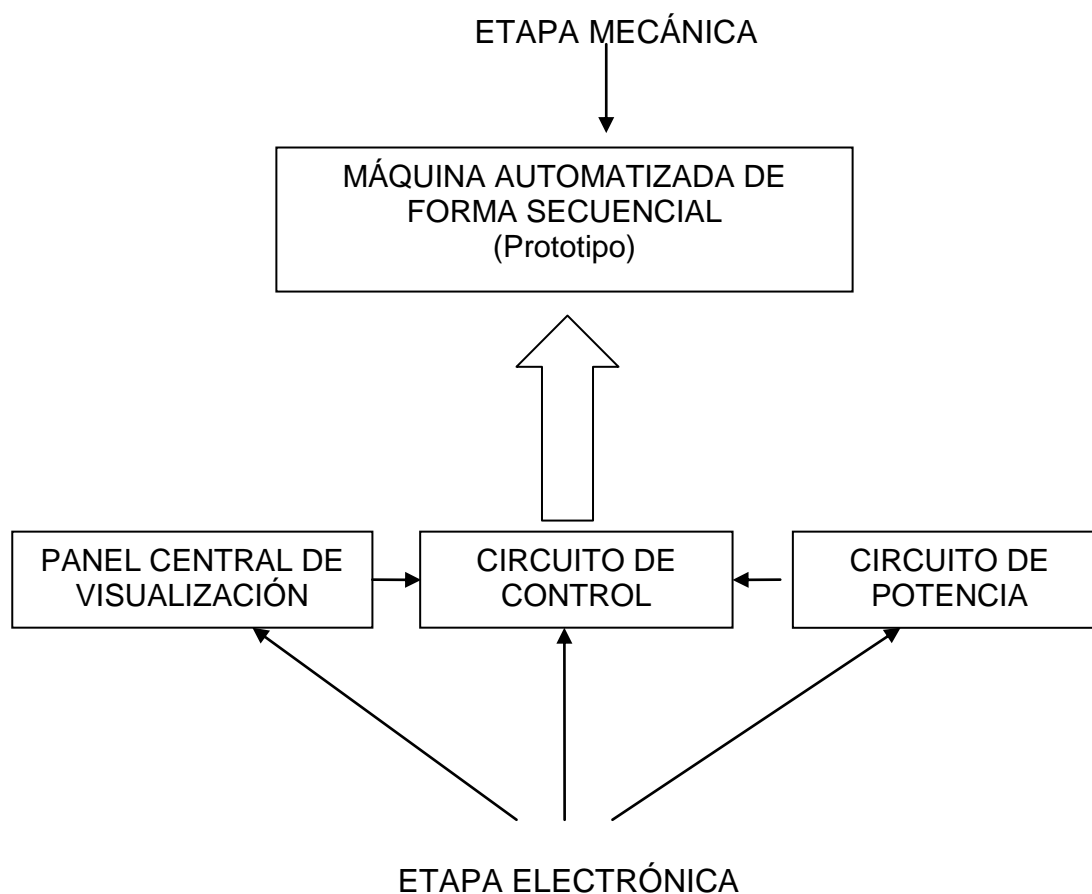 ETAPA MECÁNICA
MÁQUINA AUTOMATIZADA DE
FORMA SECUENCIAL
(Prototipo)
PANEL CENTRAL DE
VISUALIZACIÓN
CIRCUITO DE
CONTROL
CIRCUITO DE
POTENCIA
ETAPA ELECTRÓNICA